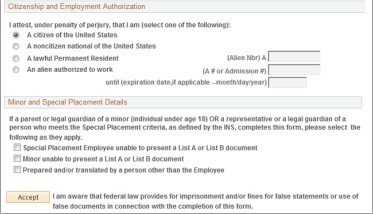 Citizenship and Employment Authorization
I attest, under penalty of perjury, that I am (select one of the following):
A citizen of the United States
A noncitizen national of the United States
A lawful Permanent Resident (Alien Nbr) A
An alien authorized to work (A # or Admission #)
until (expiration date,if applicable --month/day/year)
Minor and Special Placement Details
If a parent or legal guardian of a minor (individual under age 18) OR a representative or a legal guardian of a
person who meets the Special Placement criteria, as defined by the INS, completes this form, please select the
following as they apply.
Special Placement Employee unable to present a List A or List B document
Minor unable to present a List A or List B document
Prepared and/or translated by a person other than the Employee
Accept I am aware that federal law provides for imprisonment and/or fines for false statements or use of
false documents in connection with the completion of this form.